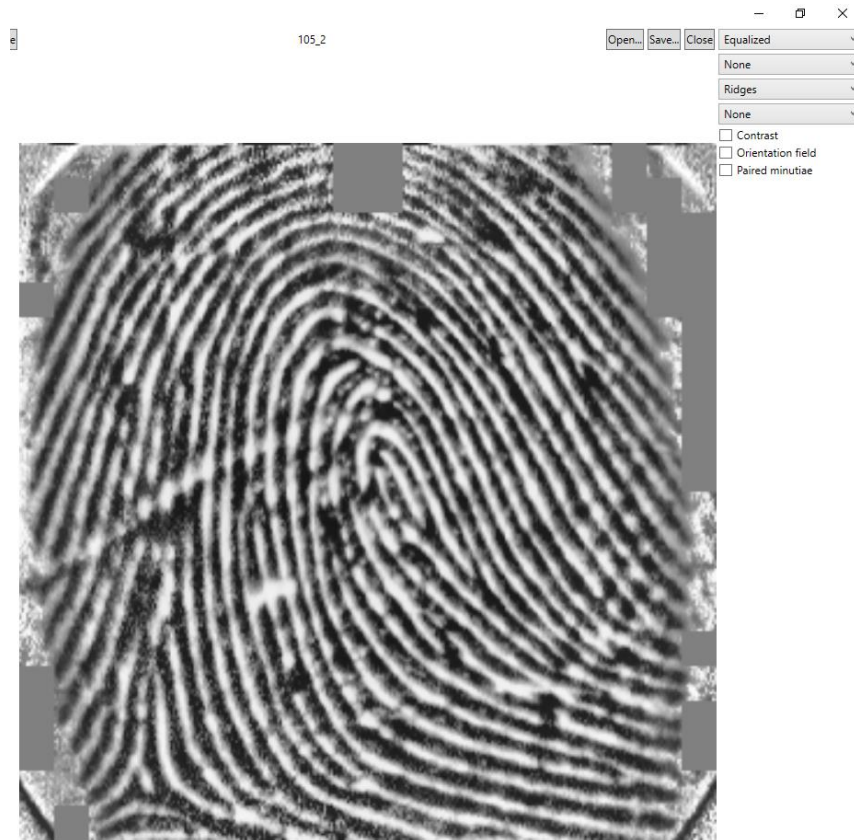 105_2 Open... Save... Close Equalized
None
Ridges
None
Contrast
Orientation field
Paired minutiae